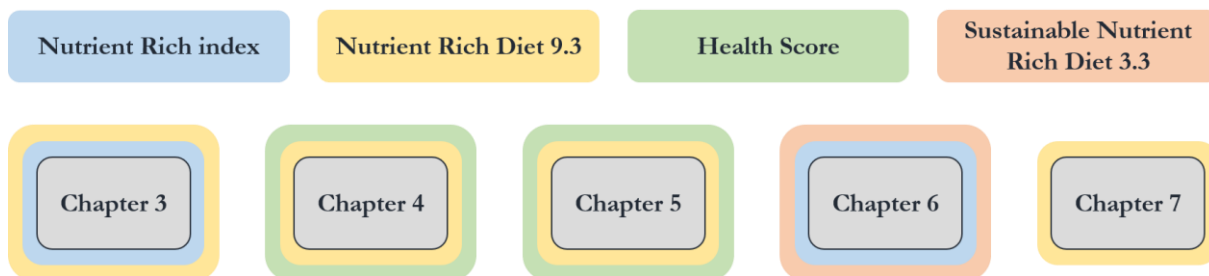 Nutrient Rich index
Nutrient Rich Diet 9.3
Health Score
Sustainable Nutrient
Rich Diet 3.3
Chapter 3
Chapter 4
Chapter 5
Chapter 6
Chapter 7